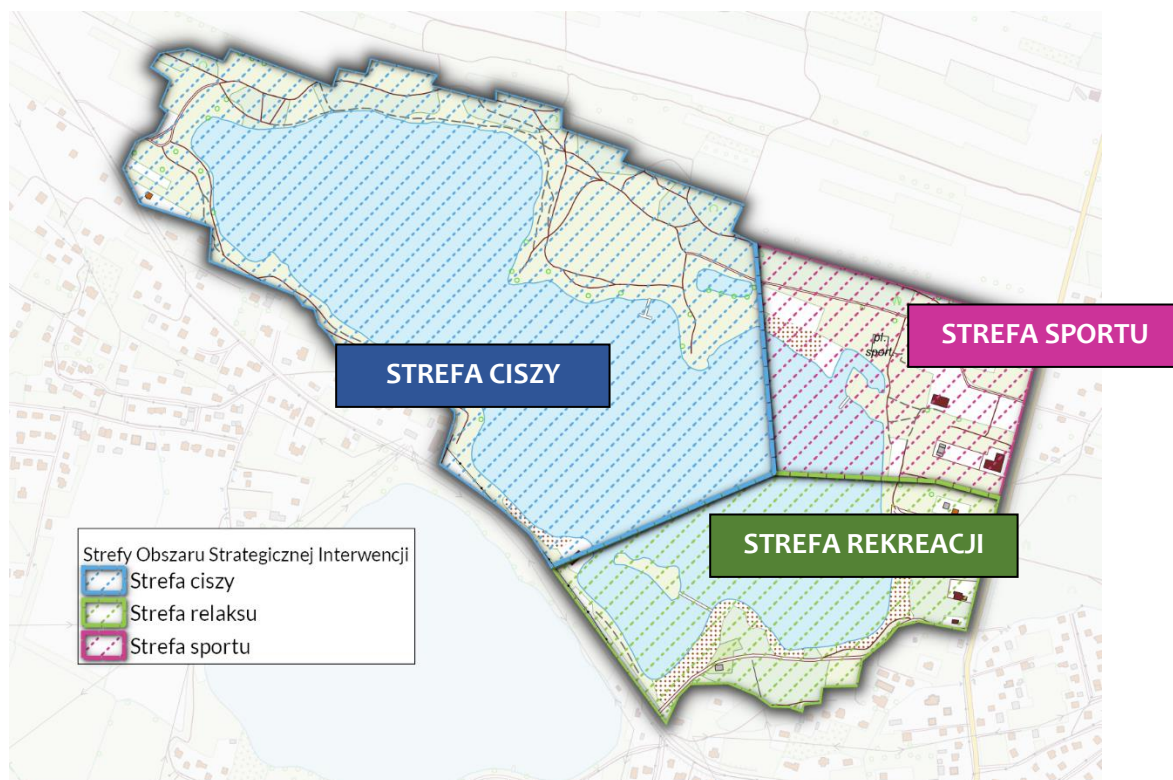 STREFA SPORTU
pl.
sport.
STREFA CISZY
STREFA REKREACJI
Strefy Obszaru Strategicznej Interwencji
Strefa ciszy
Strefa relaksu
Strefa sportu